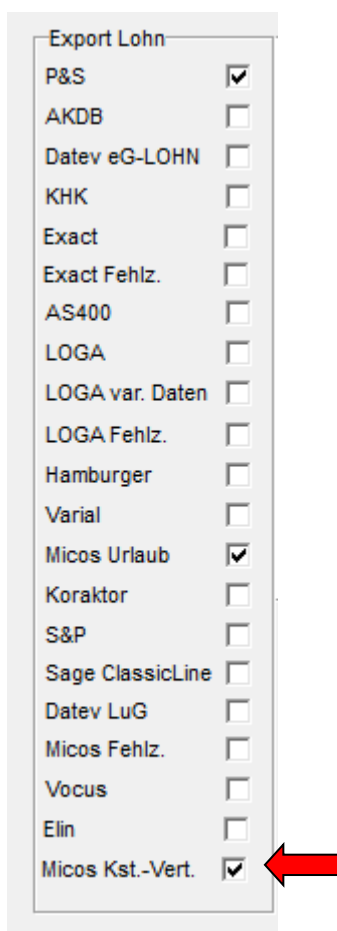 Export Lohn
P&S
AKDB
Datev eG-LOHN
KHK
Exact
Exact Fehlz.
AS400
LOGA
LOGA var. Daten
LOGA Fehlz.
Hamburger
Varial
Micos Urlaub
Koraktor
S&P
Sage ClassicLine
Datev LuG
Micos Fehlz.
Vocus
Elin
Micos Kst.-Vert.